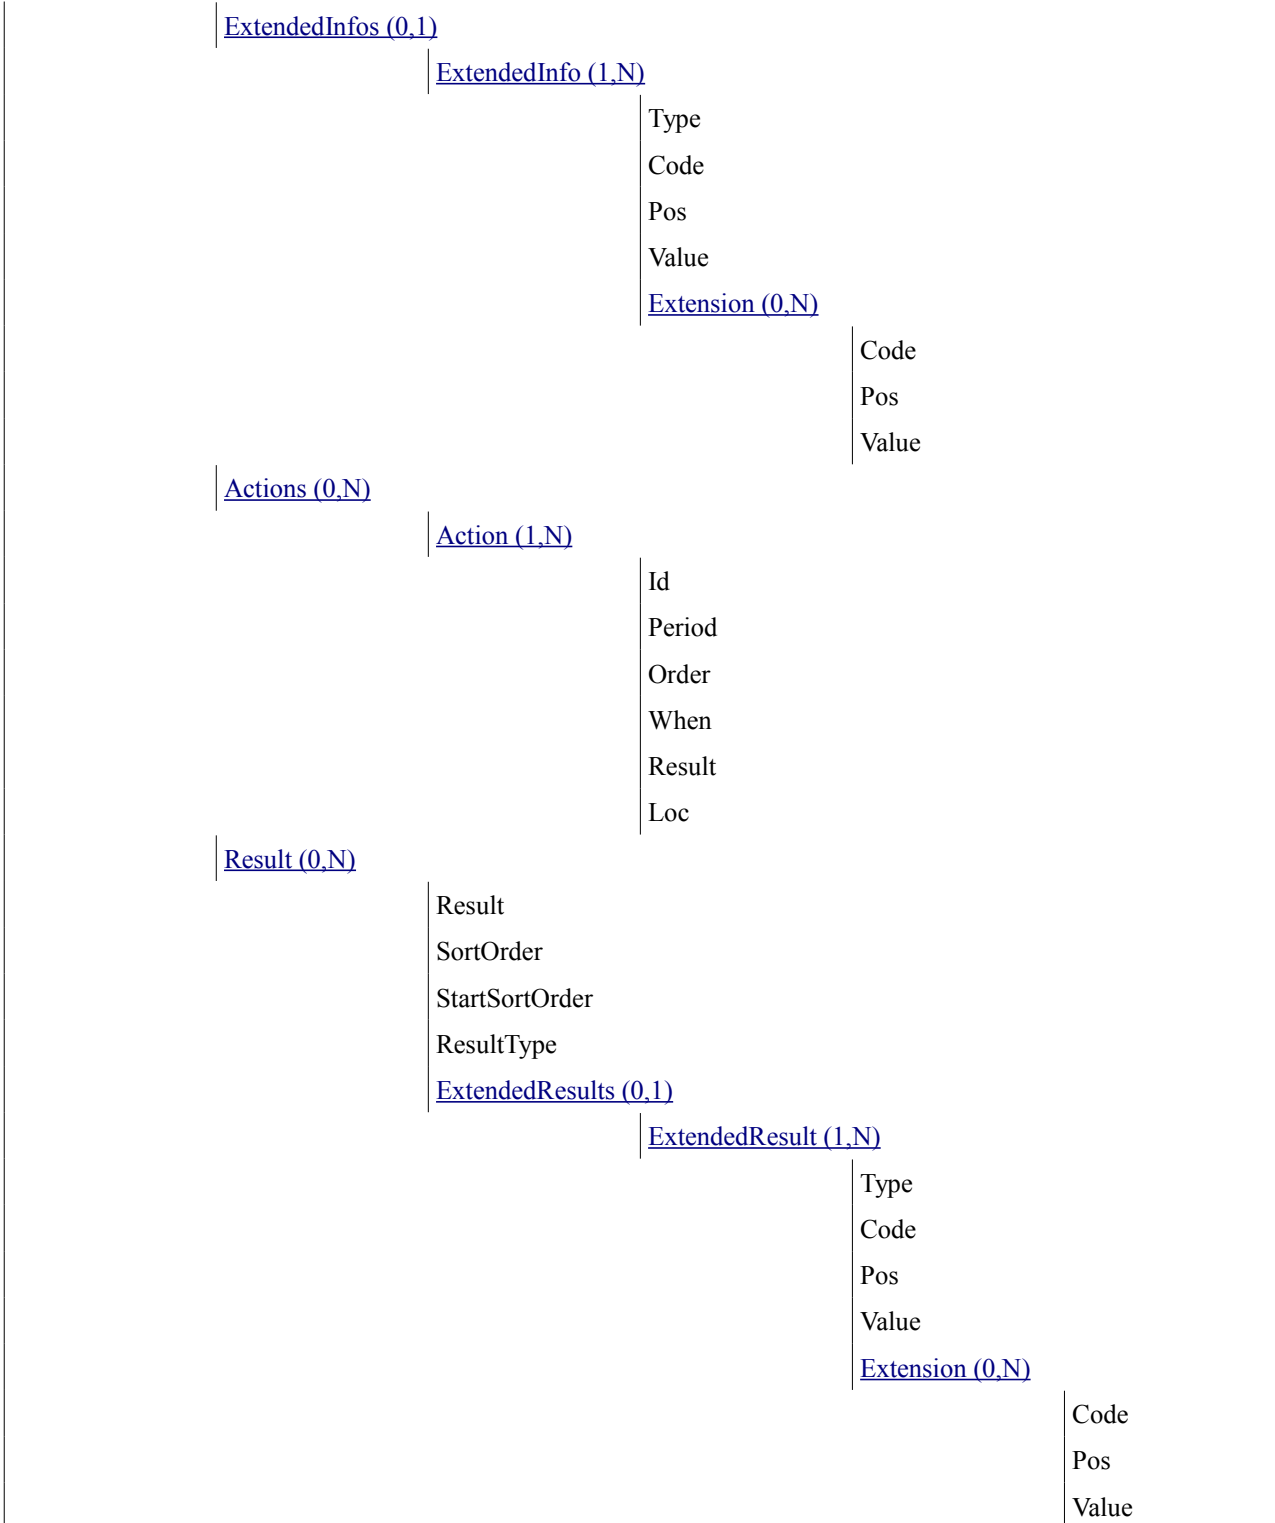 ExtendedInfos (0,1)
ExtendedInfo (1,N)
Type
Code
Pos
Value
Extension (0,N)
Code
Pos
Value
Actions (0,N)
Action (1,N)
Id
Period
Order
When
Result
Loc
Result (0,N)
Result
SortOrder
StartSortOrder
ResultType
ExtendedResults (0,1)
ExtendedResult (1,N)
Type
Code
Pos
Value
Extension (0,N)
Code
Pos
Value